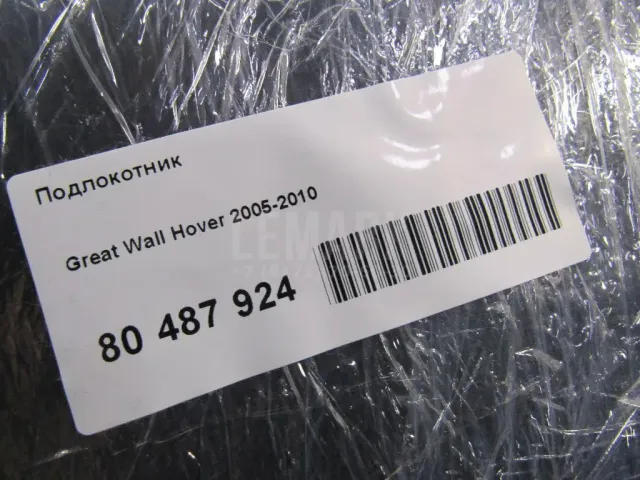 Подлокотник
Great Wall Hover 2005-2010
80 487 924